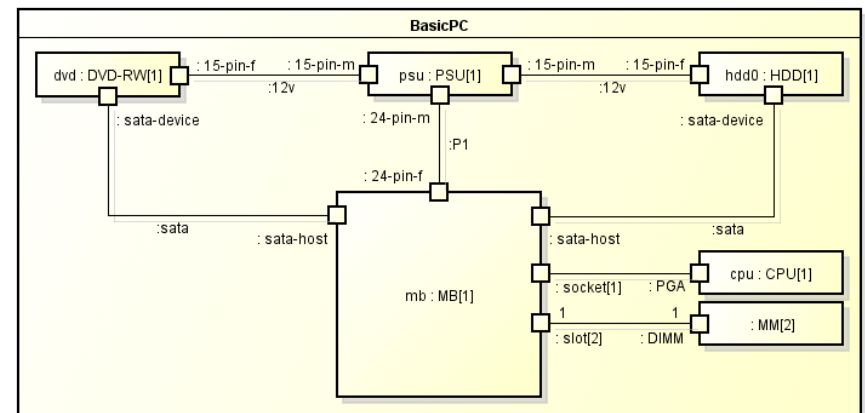 BasicPC
dvd : DVD-RW[1]
: 15-pin-f
: 15-pin-m
:12v
psu : PSU[1]
: 15-pin-m
: 15-pin-f
:12v
hdd0 : HDD[1]
: sata-device
: 24-pin-m
: sata-device
:P1
: 24-pin-f
:sata
: sata-host
: sata-host
:sata
mb : MB[1]
: socket[1]
: PGA
cpu : CPU[1]
1
1
: slot[2]
: DIMM
: MM[2]